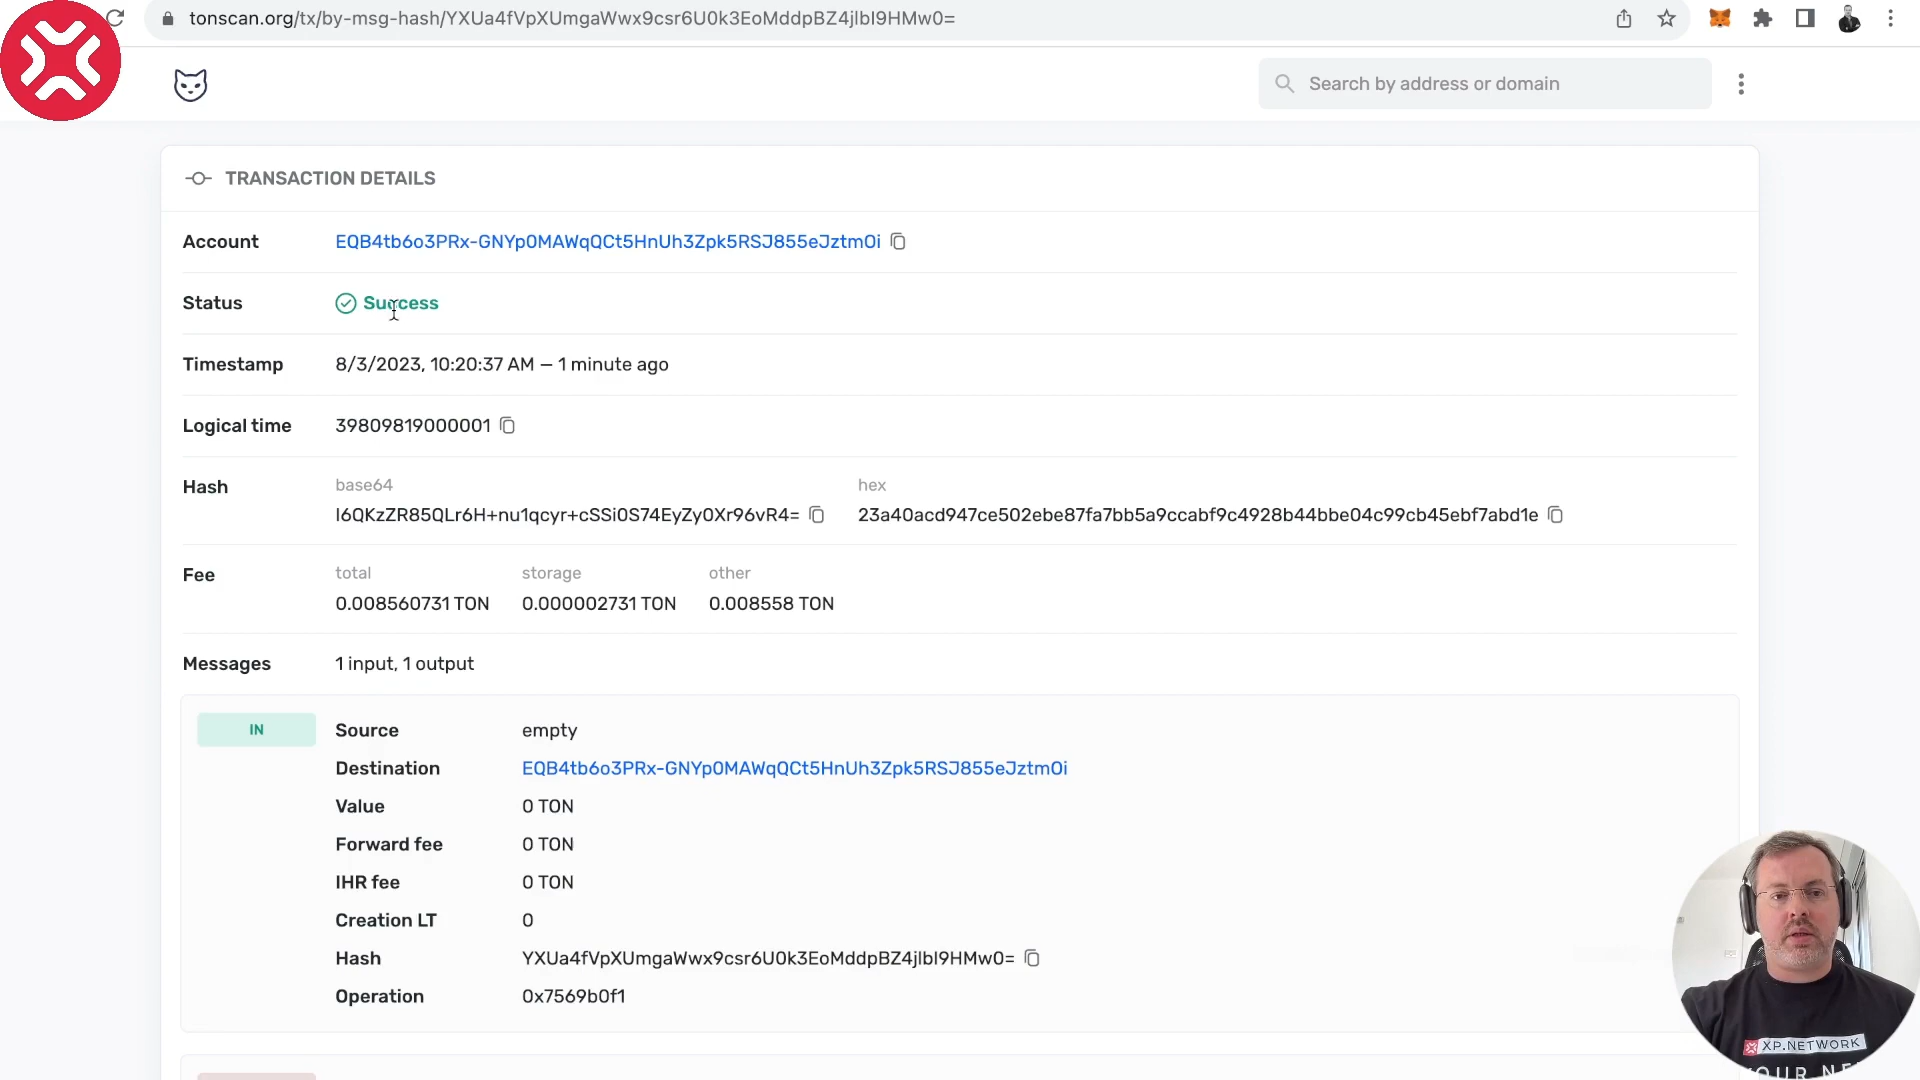 tonscan.org/tx/by-msg-hash/YXUa4fVpXUmgaWwx9csr6U0k3EoMddpBZ4jlbI9HMw0=
Search by address or domain
TRANSACTION DETAILS
Account EQB4tb6o3PRx-GNYp0MAWqQCt5HnUh3Zpk5RSJ855eJztmOi
Status Success
Timestamp 8/3/2023, 10:20:37 AM — 1 minute ago
Logical time 39809819000001
Hash base64 hex
I6QKzZR85QLr6H+nu1qcyr+cSSi0S74EyZy0Xr96vR4= 23a40acd947ce502ebe87fa7bb5a9ccabf9c4928b44bbe04c99cb45ebf7abd1e
Fee total storage other
0.008560731 TON 0.000002731 TON 0.008558 TON
Messages 1 input, 1 output
IN Source empty
Destination EQB4tb6o3PRx-GNYp0MAWqQCt5HnUh3Zpk5RSJ855eJztmOi
Value 0 TON
Forward fee 0 TON
IHR fee 0 TON
Creation LT 0
Hash YXUa4fVpXUmgaWwx9csr6U0k3EoMddpBZ4jlbI9HMw0=
Operation 0x7569b0f1
XP.NETWORK